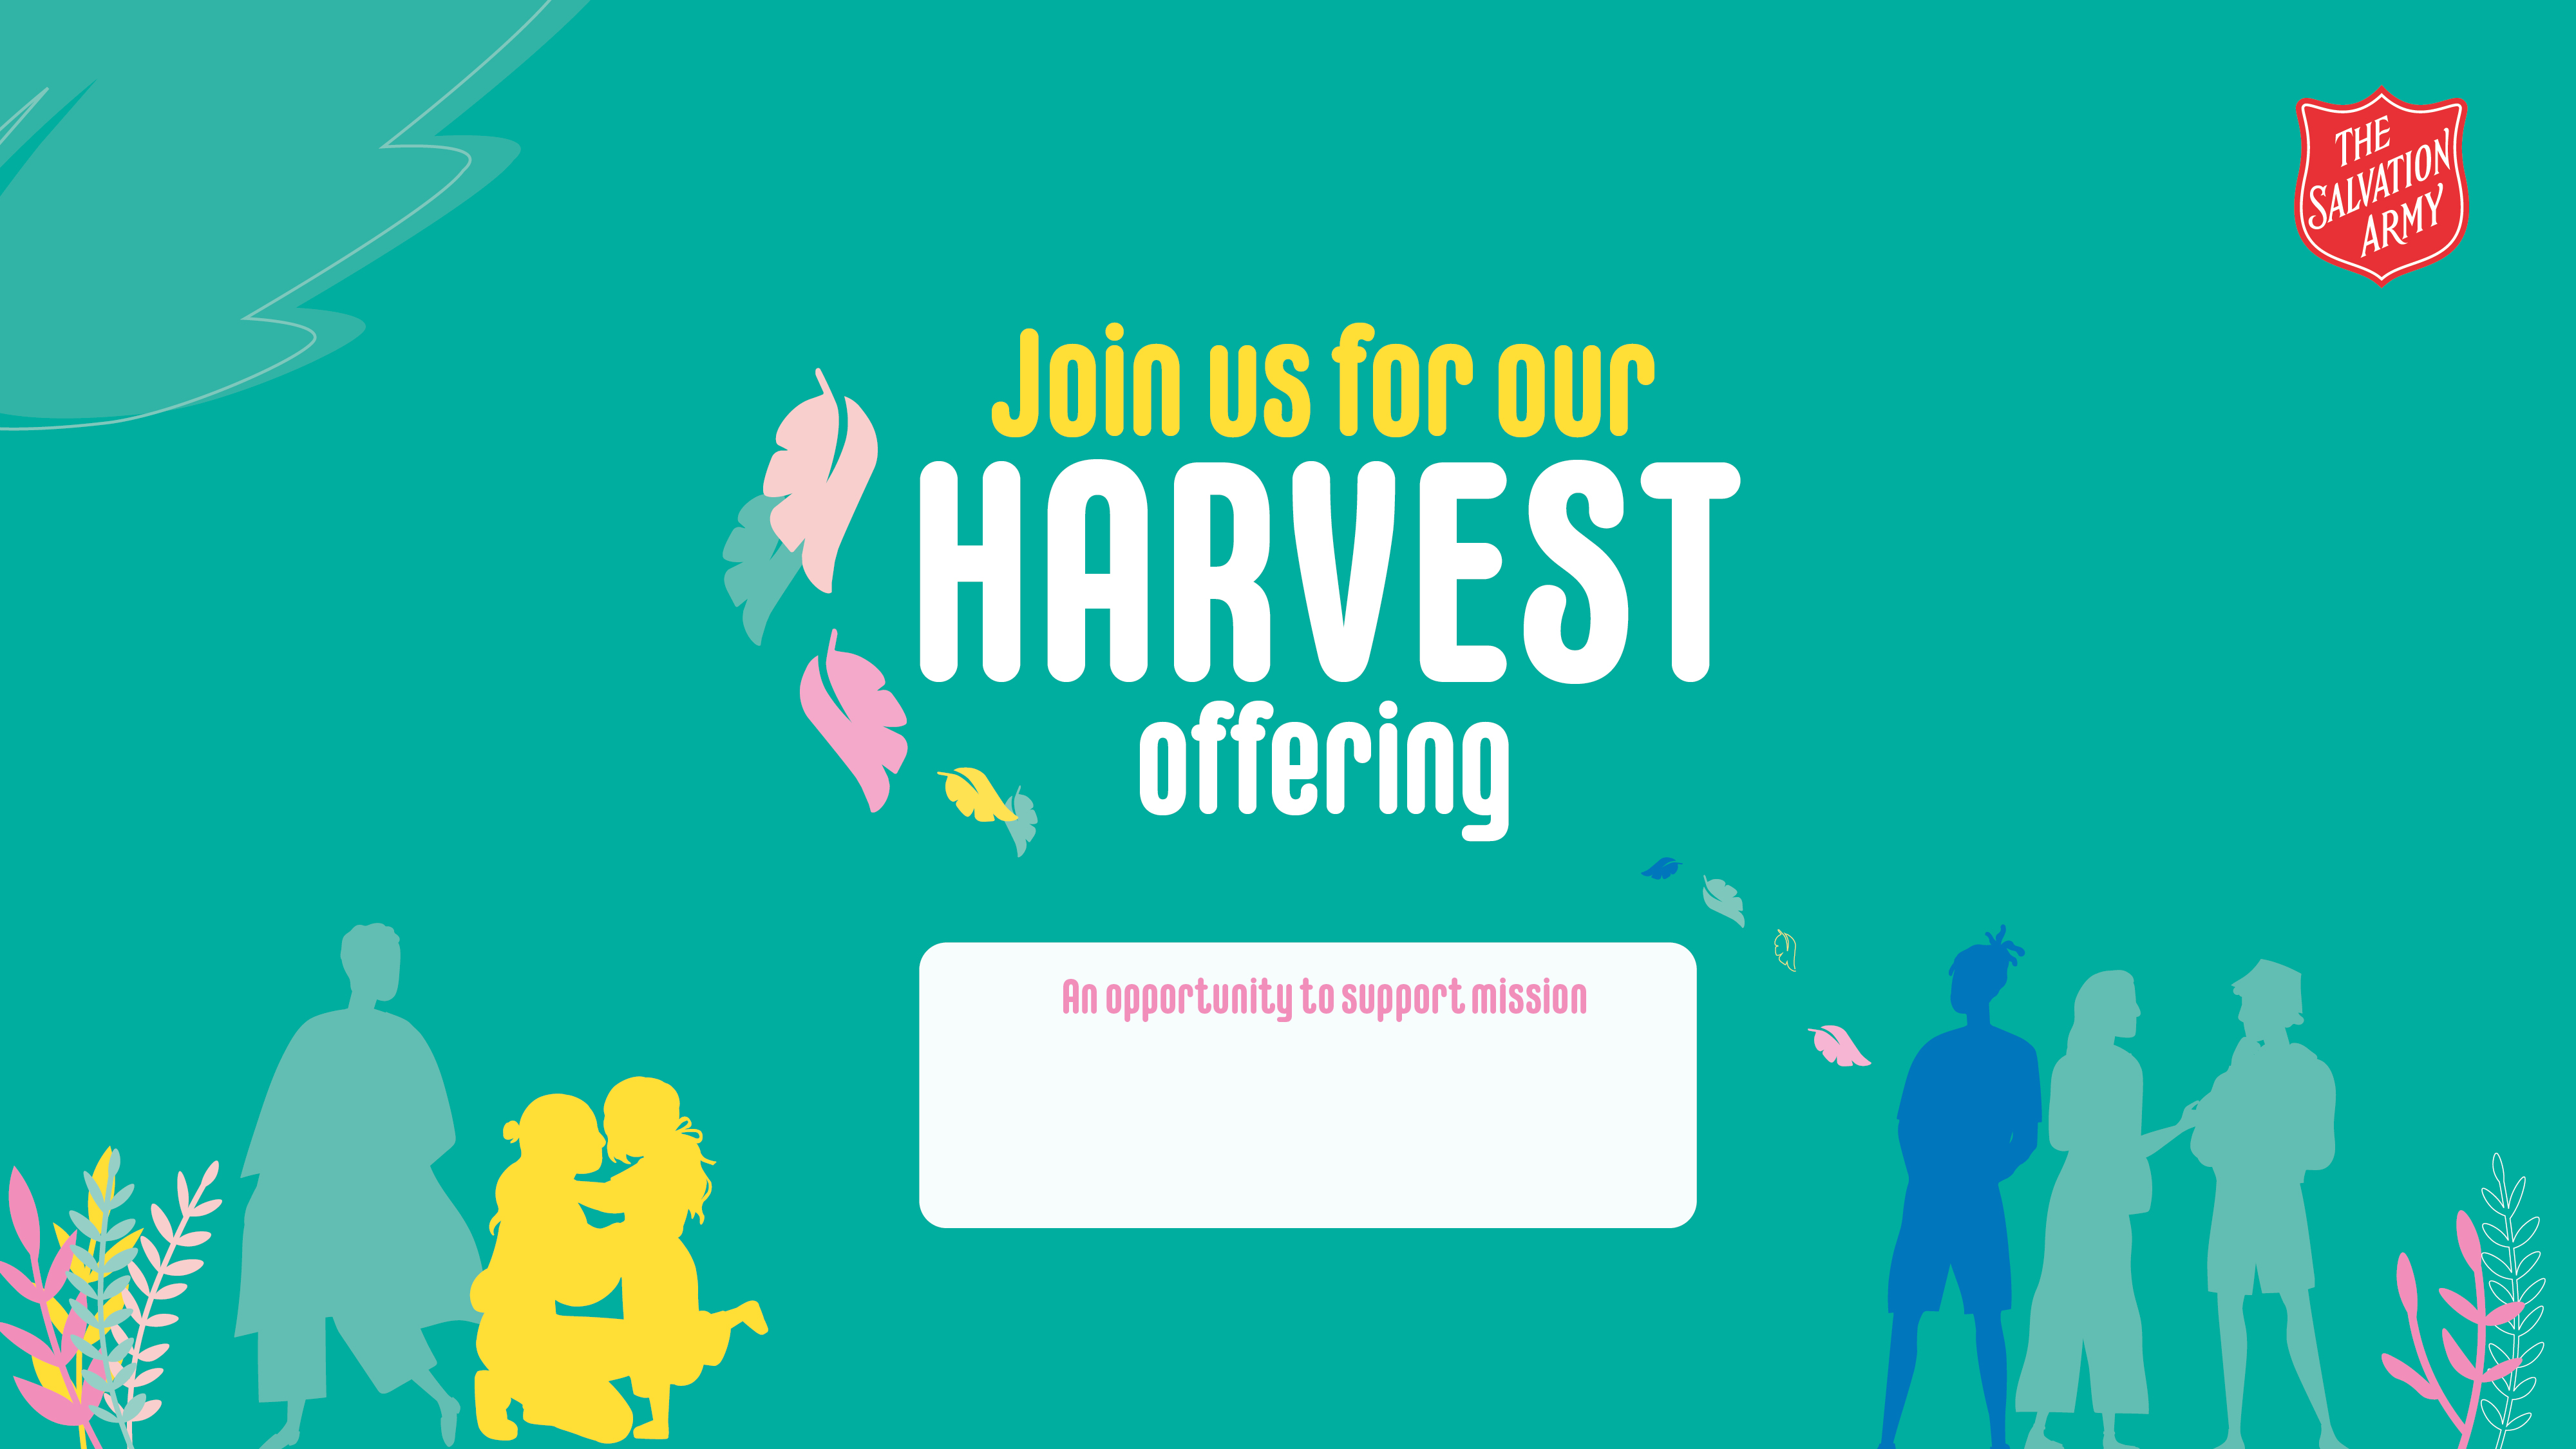 THE
SALVATION
ARMY
Join us for our
HARVEST
offering
An opportunity to support mission